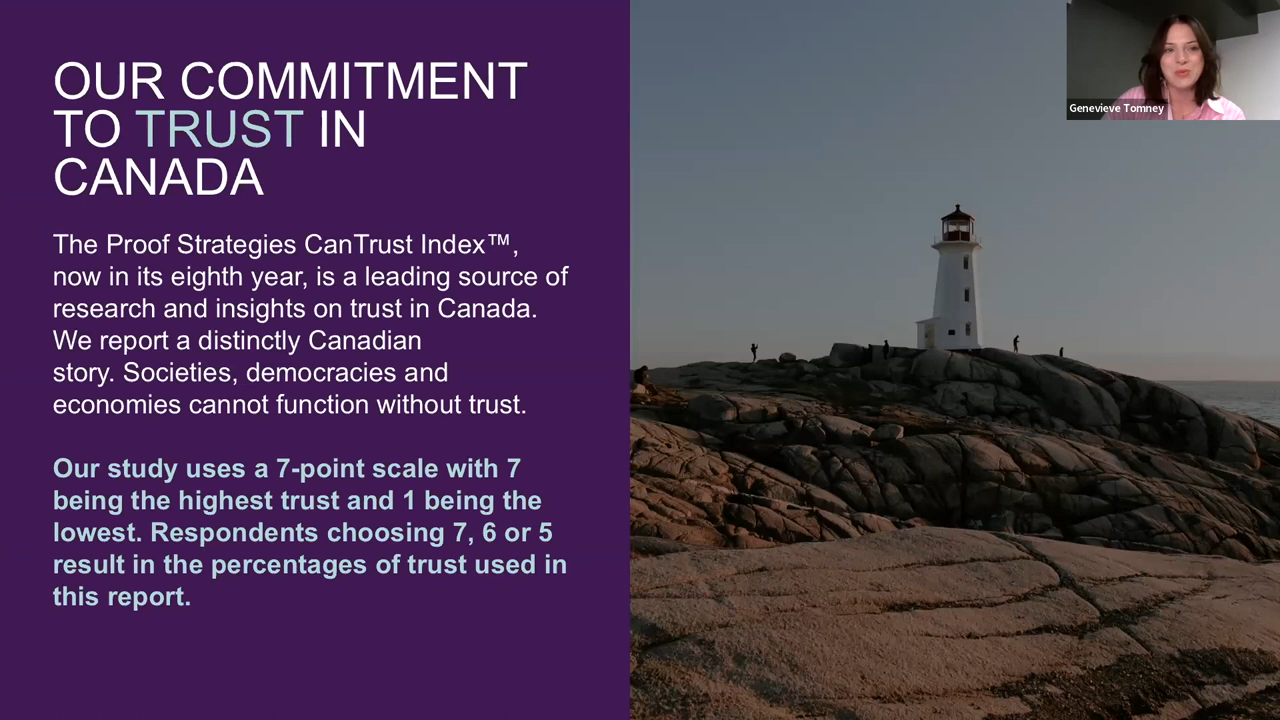 OUR COMMITMENT
TO TRUST IN
CANADA
The Proof Strategies CanTrust Index™,
now in its eighth year, is a leading source of
research and insights on trust in Canada.
We report a distinctly Canadian
story. Societies, democracies and
economies cannot function without trust.
Our study uses a 7-point scale with 7
being the highest trust and 1 being the
lowest. Respondents choosing 7, 6 or 5
result in the percentages of trust used in
this report.
Genevieve Tomney